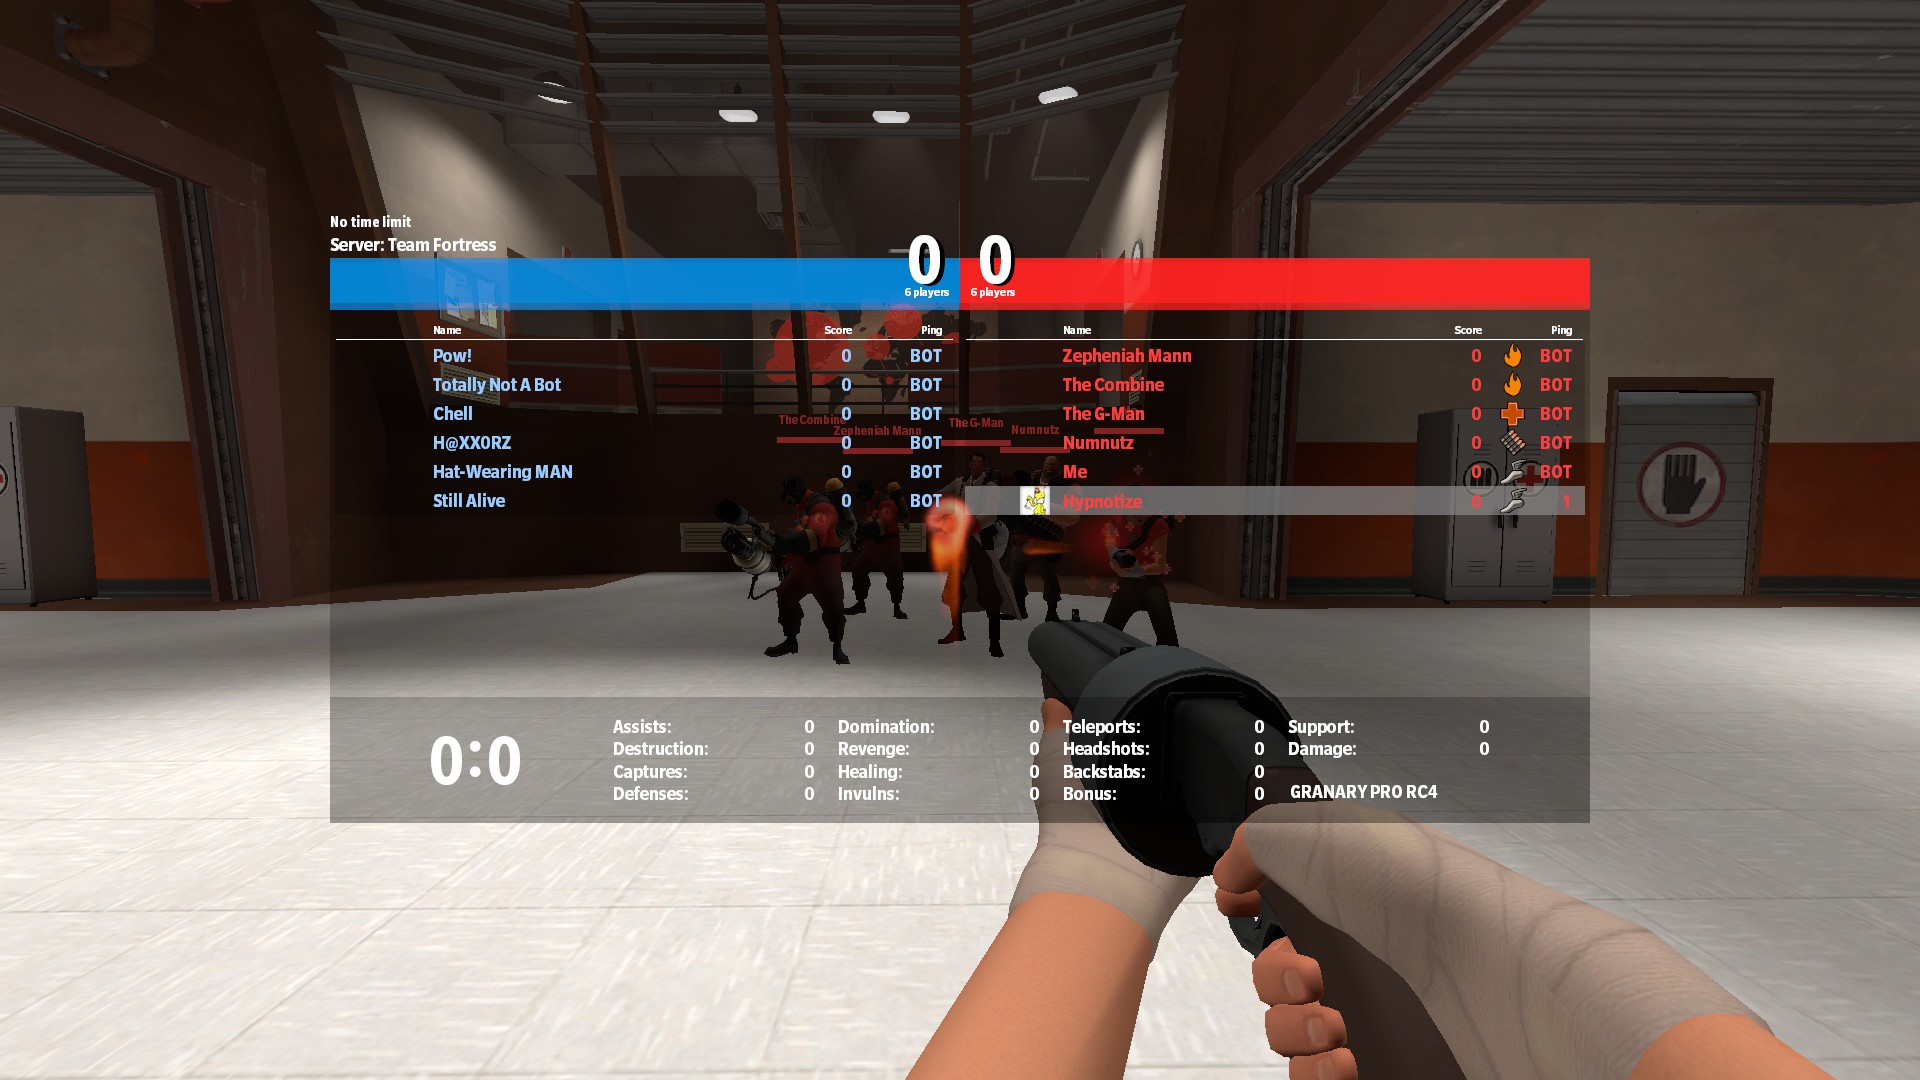 No time limit
Server: Team Fortress
0 0
6 players 6 players
Name Score Ping Name Score Ping
Pow! 0 BOT Zepheniah Mann 0 BOT
Totally Not A Bot 0 BOT The Combine 0 BOT
Chell 0 BOT The G-Man 0 BOT
H@XX0RZ 0 BOT Numnutz 0 BOT
Hat-Wearing MAN 0 BOT Me 0 BOT
Still Alive 0 BOT Hypnotize 0 1
The Combine Zepheniah Mann The G-Man Numnutz
0:0
Assists: 0 Domination: 0 Teleports: 0 Support: 0
Destruction: 0 Revenge: 0 Headshots: 0 Damage: 0
Captures: 0 Healing: 0 Backstabs: 0
Defenses: 0 Invulns: 0 Bonus: 0 GRANARY PRO RC4